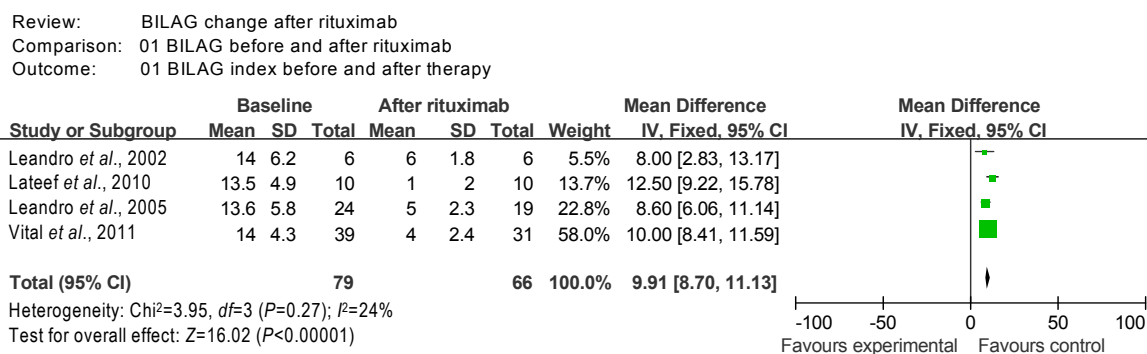 Review: BILAG change after rituximab
Comparison: 01 BILAG before and after rituximab
Outcome: 01 BILAG index before and after therapy
Baseline After rituximab Mean Difference Mean Difference
Study or Subgroup Mean SD Total Mean SD Total Weight IV, Fixed, 95% CI IV, Fixed, 95% CI
Leandro et al., 2002 14 6.2 6 6 1.8 6 5.5% 8.00 [2.83, 13.17]
Lateef et al., 2010 13.5 4.9 10 1 2 10 13.7% 12.50 [9.22, 15.78]
Leandro et al., 2005 13.6 5.8 24 5 2.3 19 22.8% 8.60 [6.06, 11.14]
Vital et al., 2011 14 4.3 39 4 2.4 31 58.0% 10.00 [8.41, 11.59]
Total (95% CI) 79 66 100.0% 9.91 [8.70, 11.13]
Heterogeneity: Chi²=3.95, df=3 (P=0.27); I²=24%
Test for overall effect: Z=16.02 (P<0.00001)
-100 -50 0 50 100
Favours experimental Favours control